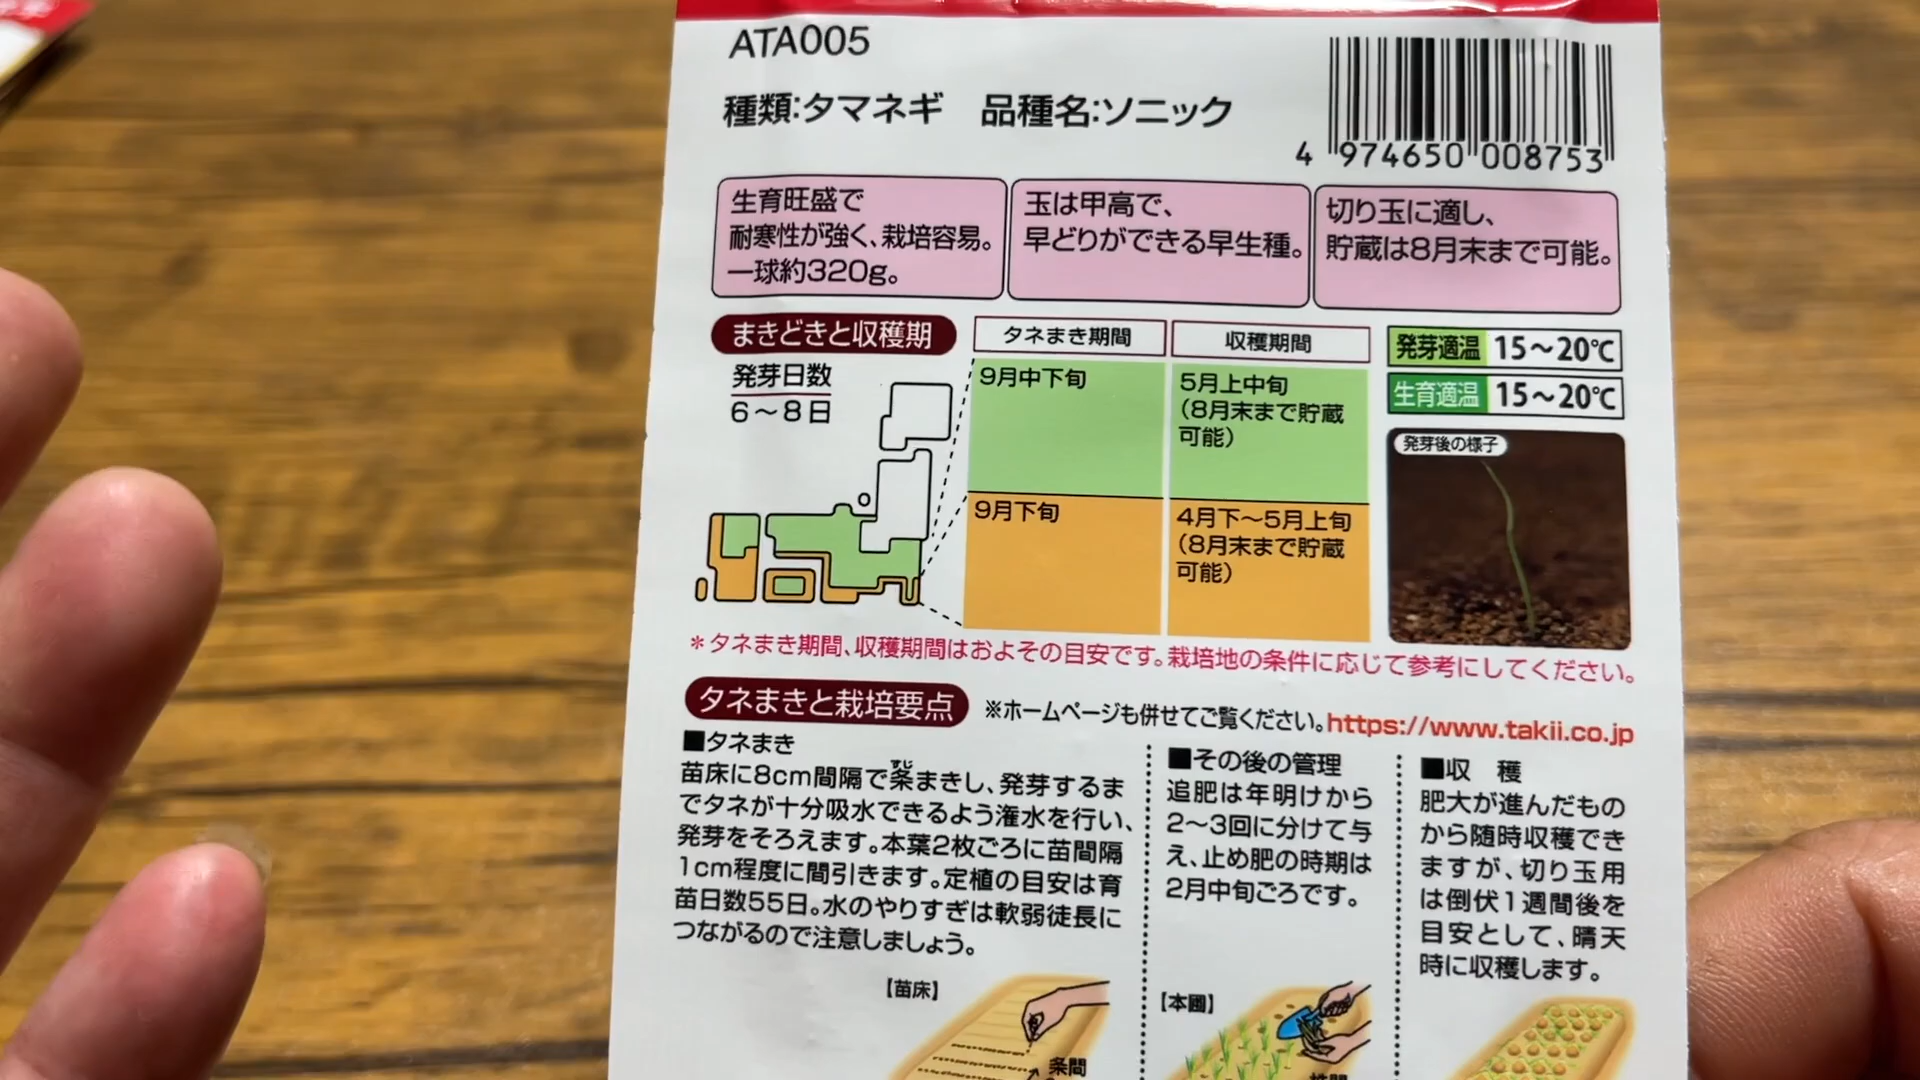 ATA005
種類:タマネギ 品種名:ソニック
4 974650 008753
生育旺盛で
耐寒性が強く、栽培容易。
一球約320g。
玉は甲高で、
早どりができる早生種。
切り玉に適し、
貯蔵は8月末まで可能。
まきどきと収穫期
発芽日数
6～8日
タネまき期間
収穫期間
9月中下旬
5月上中旬
(8月末まで貯蔵
可能)
9月下旬
4月下～5月上旬
(8月末まで貯蔵
可能)
発芽適温 15～20℃
生育適温 15～20℃
発芽後の様子
＊タネまき期間、収穫期間はおよその目安です。栽培地の条件に応じて参考にしてください。
タネまきと栽培要点 ※ホームページも併せてご覧ください。https://www.takii.co.jp
■タネまき
苗床に8cm間隔で条まきし、発芽するま
すじ
でタネが十分吸水できるよう潅水を行い、
発芽をそろえます。本葉2枚ごろに苗間隔
1cm程度に間引きます。定植の目安は育
苗日数55日。水のやりすぎは軟弱徒長に
つながるので注意しましょう。
【苗床】
条間
■その後の管理
追肥は年明けから
2～3回に分けて与
え、止め肥の時期は
2月中旬ごろです。
【本圃】
株間
■収 穫
肥大が進んだもの
から随時収穫でき
ますが、切り玉用
は倒伏1週間後を
目安として、晴天
時に収穫します。